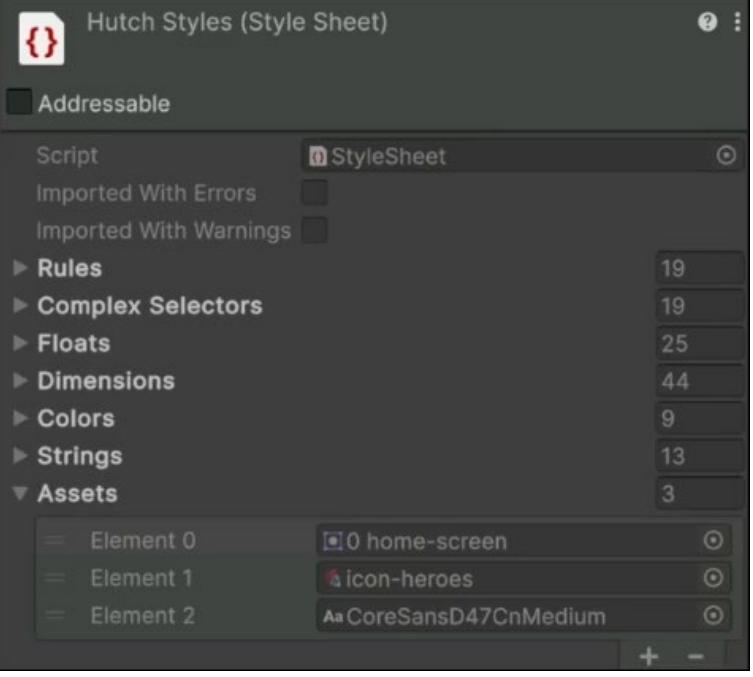 {} Hutch Styles (Style Sheet) ? ⋮
Addressable
Script {} StyleSheet
Imported With Errors
Imported With Warnings
Rules 19
Complex Selectors 19
Floats 25
Dimensions 44
Colors 9
Strings 13
Assets 3
= Element 0 0 home-screen
= Element 1 icon-heroes
= Element 2 Aa CoreSansD47CnMedium
+ −